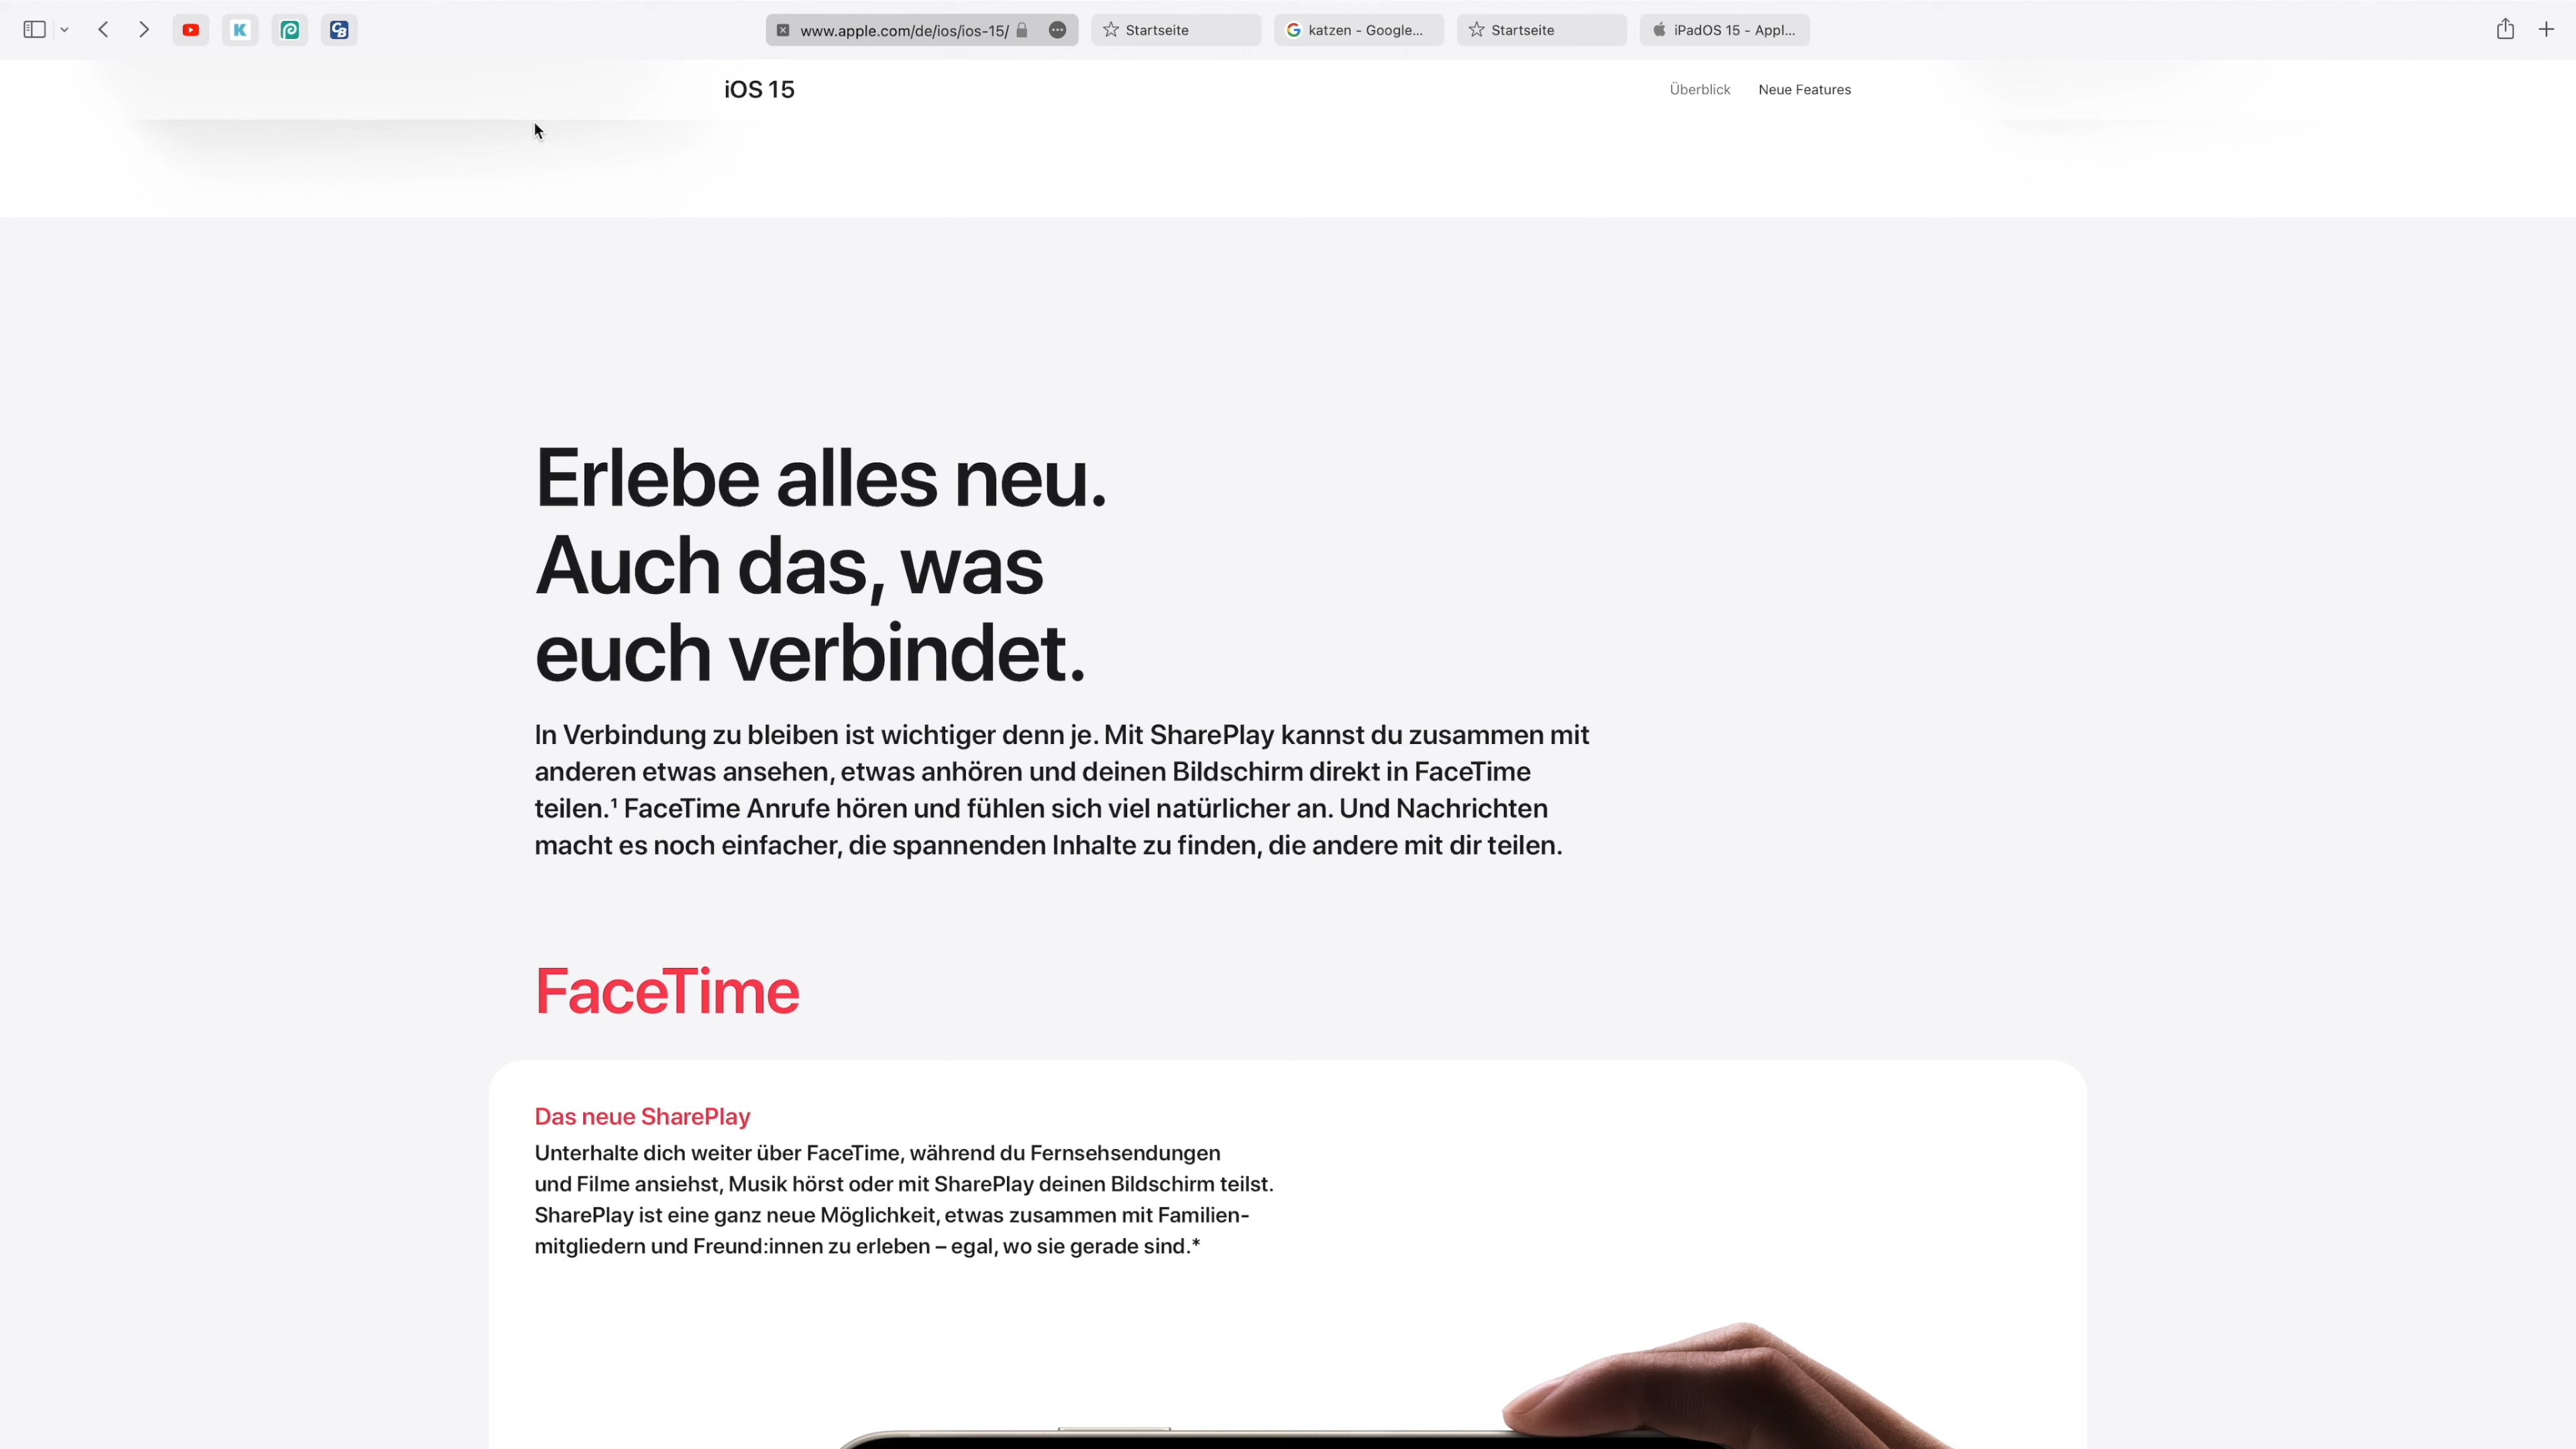 www.apple.com/de/ios/ios-15/
Startseite
katzen - Google...
Startseite
iPadOS 15 - Appl...
iOS 15
Überblick
Neue Features
Erlebe alles neu.
Auch das, was
euch verbindet.
In Verbindung zu bleiben ist wichtiger denn je. Mit SharePlay kannst du zusammen mit
anderen etwas ansehen, etwas anhören und deinen Bildschirm direkt in FaceTime
teilen.¹ FaceTime Anrufe hören und fühlen sich viel natürlicher an. Und Nachrichten
macht es noch einfacher, die spannenden Inhalte zu finden, die andere mit dir teilen.
FaceTime
Das neue SharePlay
Unterhalte dich weiter über FaceTime, während du Fernsehsendungen
und Filme ansiehst, Musik hörst oder mit SharePlay deinen Bildschirm teilst.
SharePlay ist eine ganz neue Möglichkeit, etwas zusammen mit Familien-
mitgliedern und Freund:innen zu erleben – egal, wo sie gerade sind.*